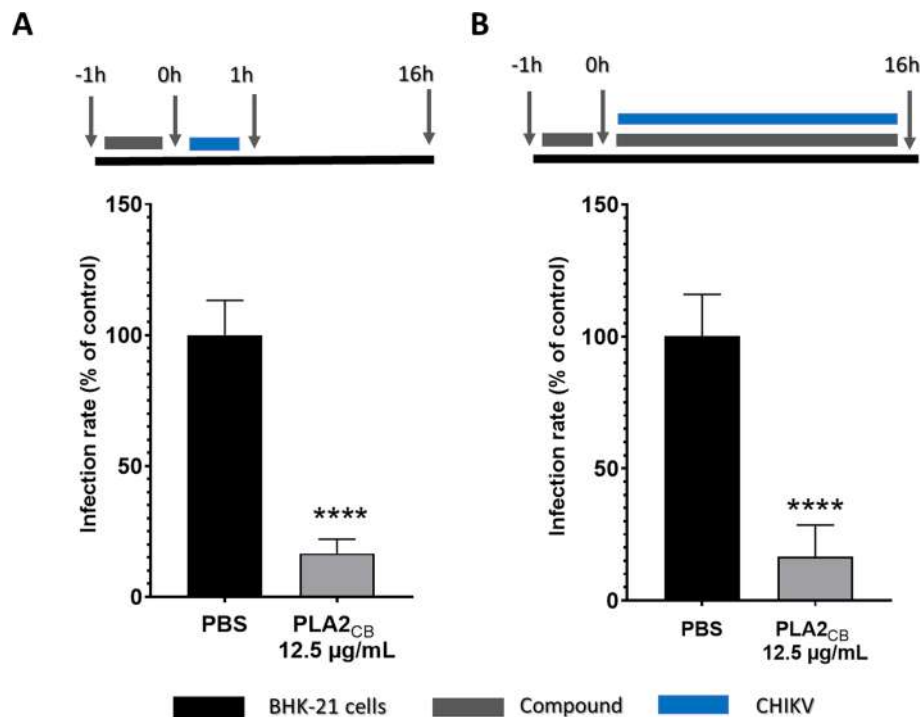 A
-1h 0h 1h 16h
150
100
50
0
Infection rate (% of control)
****
PBS PLA2CB
12.5 µg/mL
B
-1h 0h 16h
150
100
50
0
Infection rate (% of control)
****
PBS PLA2CB
12.5 µg/mL
BHK-21 cells Compound CHIKV